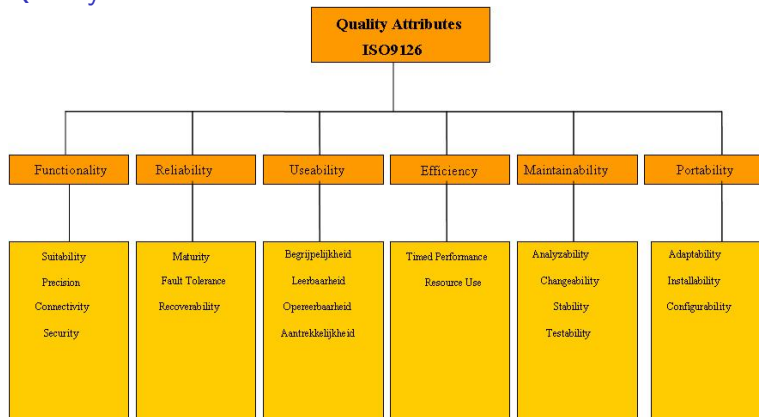 Quality Attributes
ISO9126
Functionality
Reliability
Useability
Efficiency
Maintainability
Portability
Suitability
Precision
Connectivity
Security
Maturity
Fault Tolerance
Recoverability
Begrijpelijkheid
Leerbaarheid
Opereerbaarheid
Aantrekkelijkheid
Timed Performance
Resource Use
Analyzability
Changeability
Stability
Testability
Adaptability
Installability
Configurability